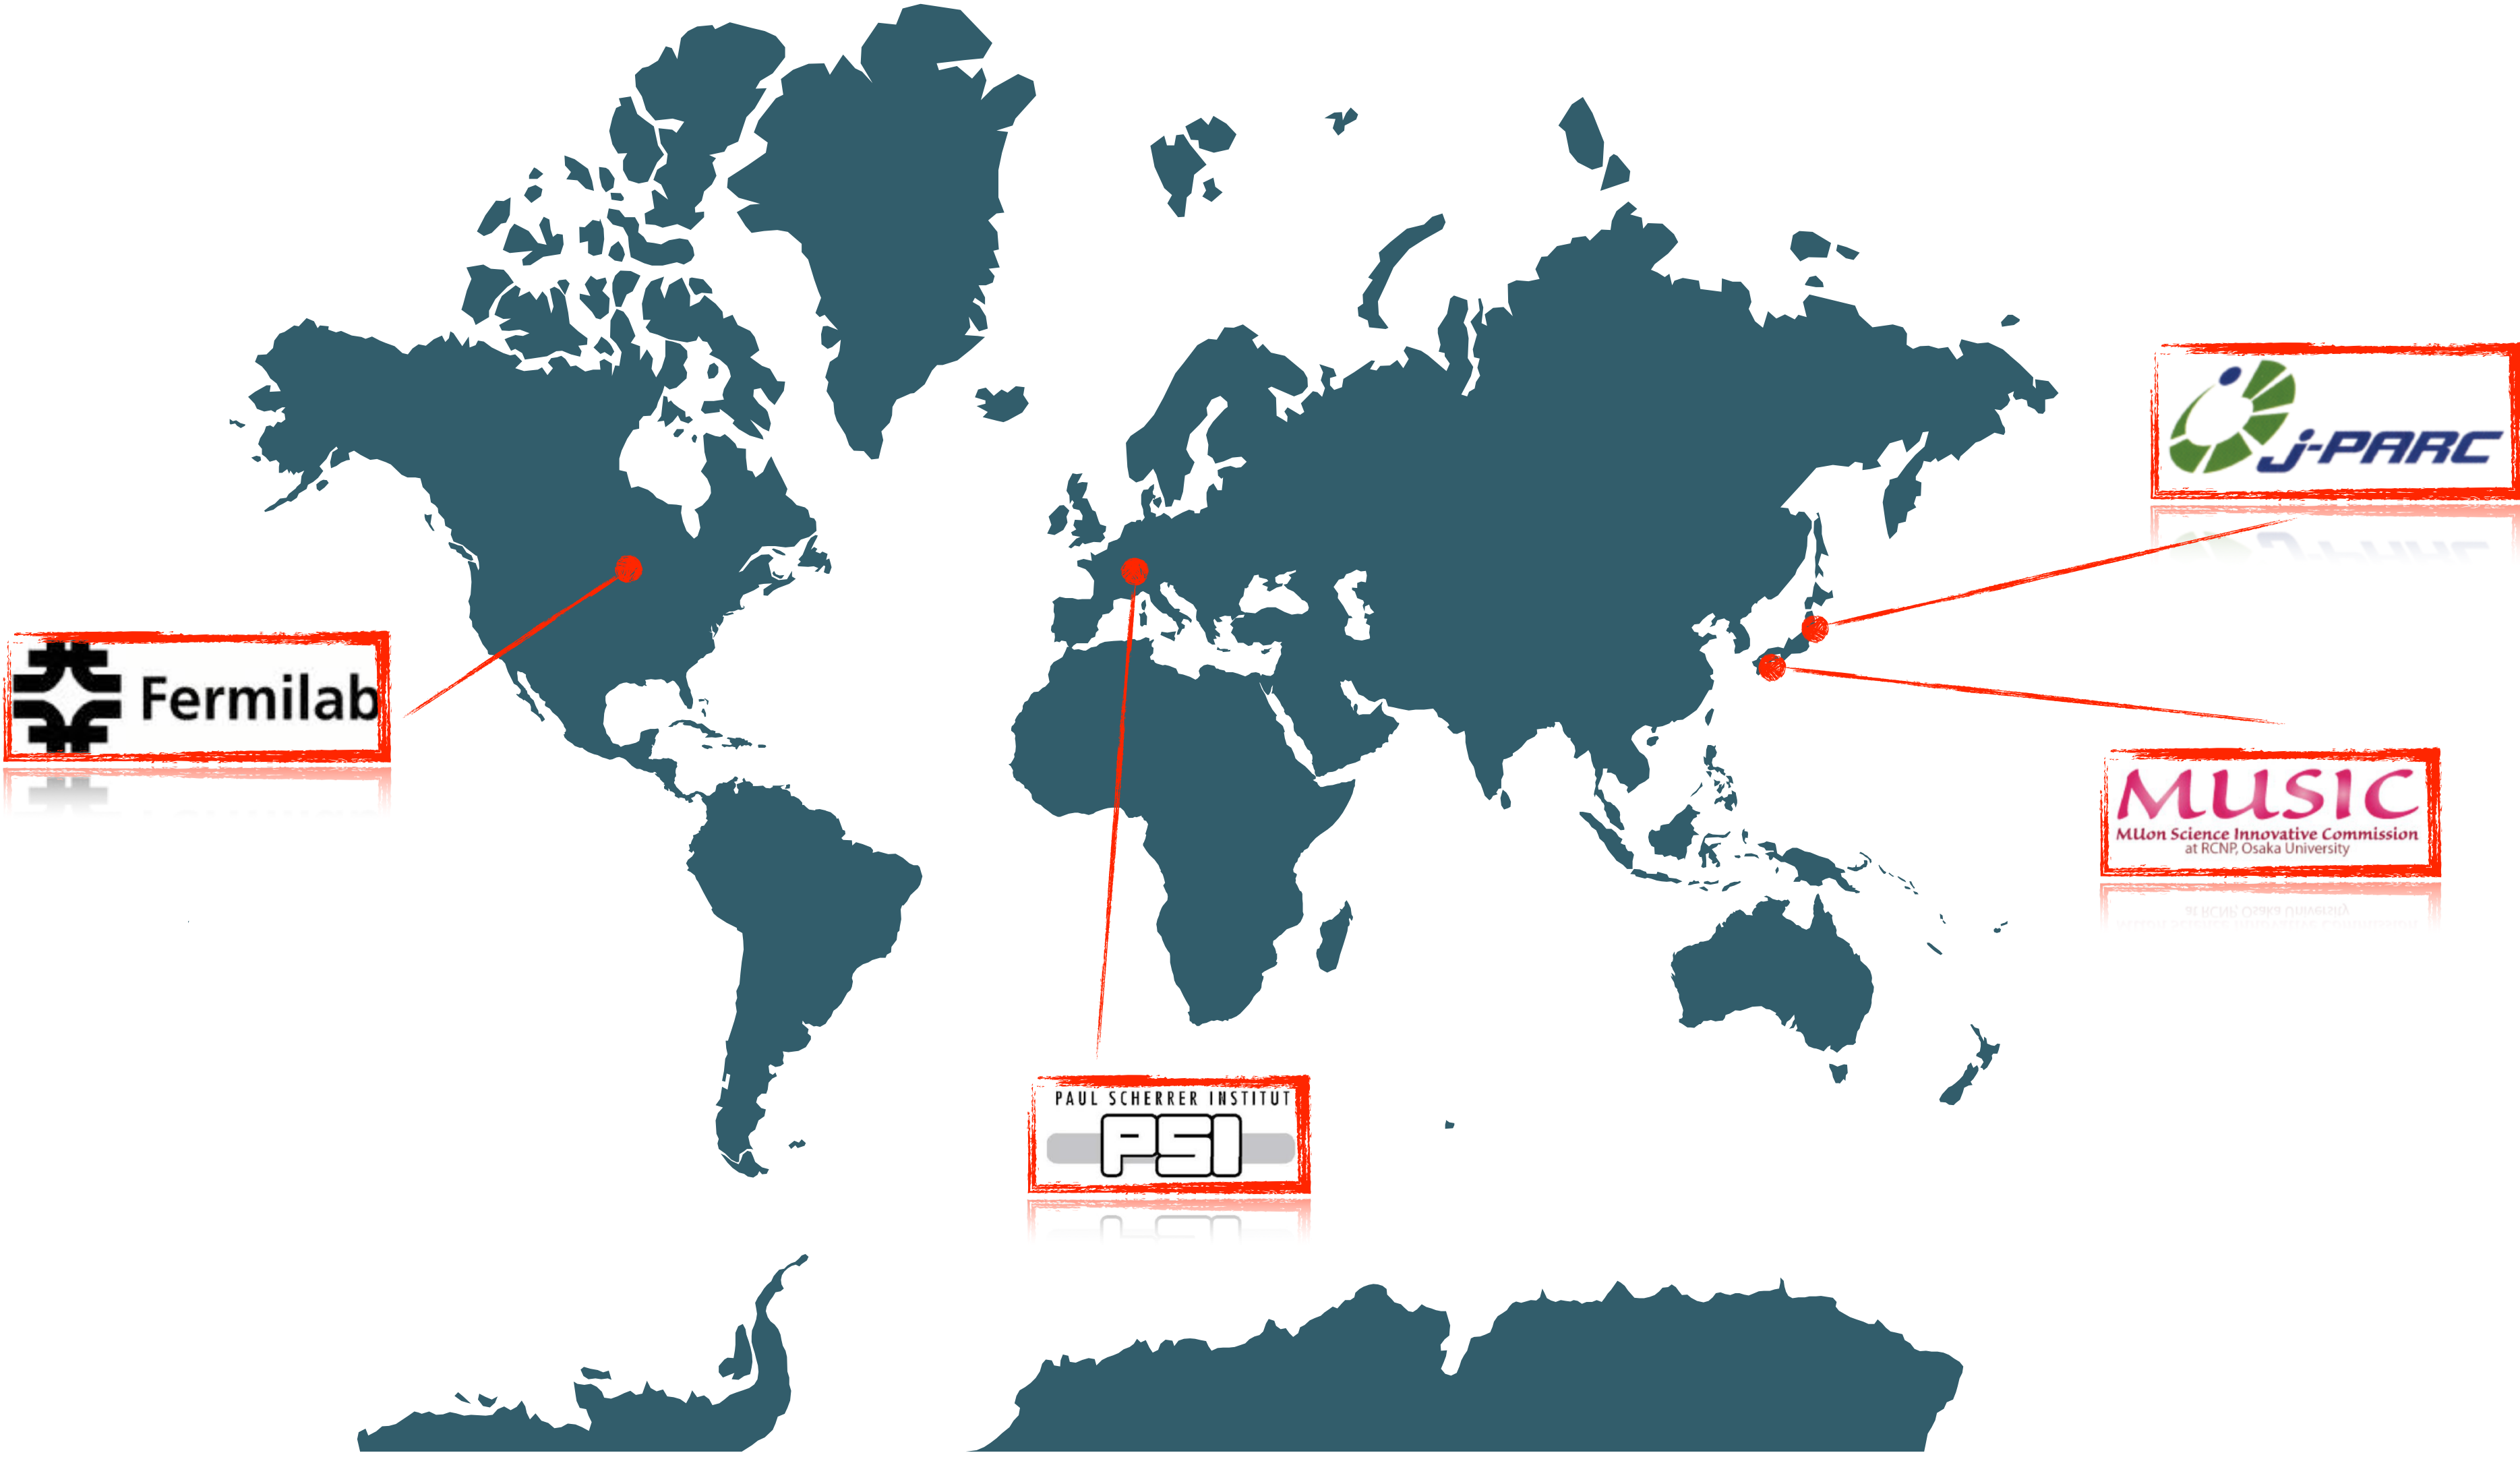 j-PARC
Fermilab
MUSIC
MUon Science Innovative Commission
at RCNP, Osaka University
PAUL SCHERRER INSTITUT
PSI